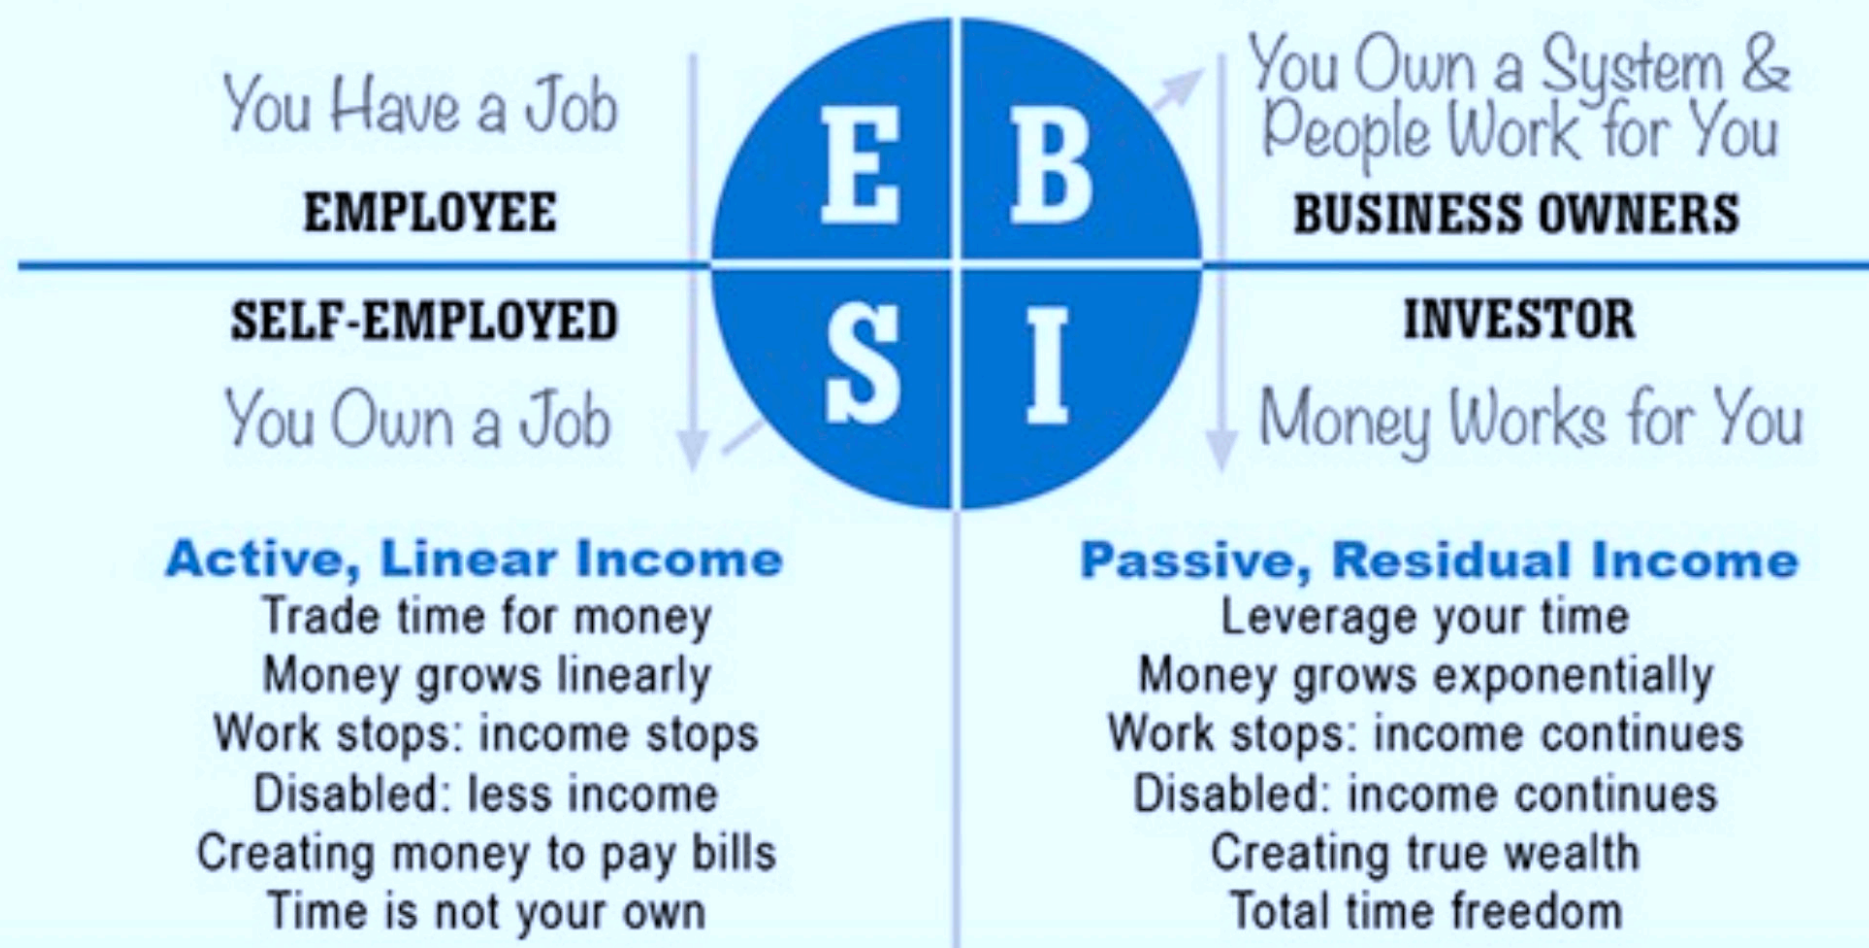 You Have a Job
EMPLOYEE
SELF-EMPLOYED
You Own a Job
E
B
S
I
You Own a System &
People Work for You
BUSINESS OWNERS
INVESTOR
Money Works for You
Active, Linear Income
Trade time for money
Money grows linearly
Work stops: income stops
Disabled: less income
Creating money to pay bills
Time is not your own
Passive, Residual Income
Leverage your time
Money grows exponentially
Work stops: income continues
Disabled: income continues
Creating true wealth
Total time freedom